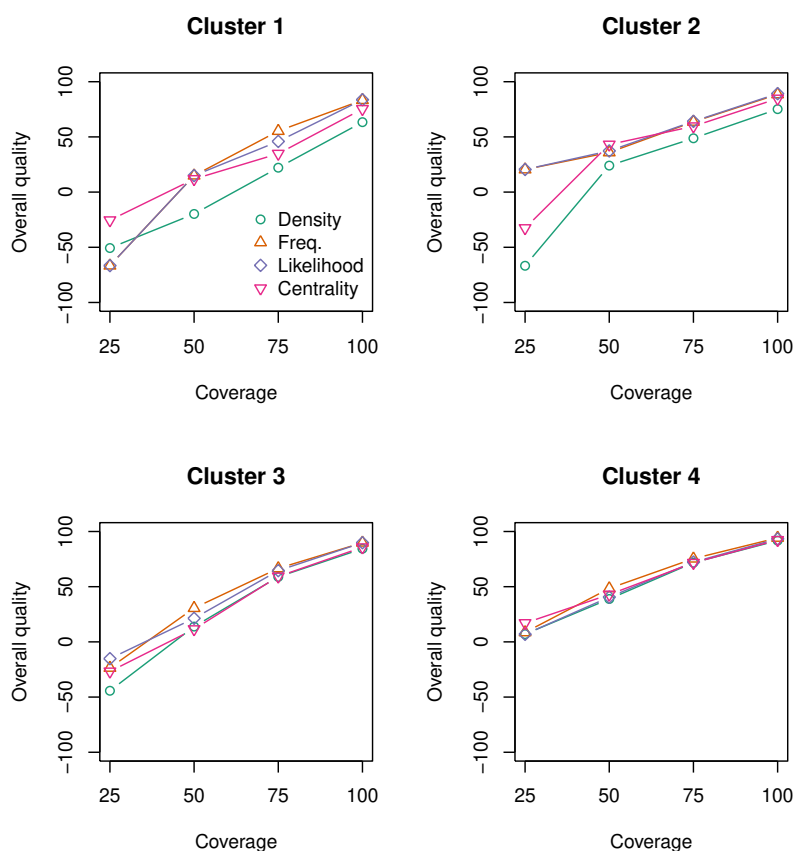 Cluster 1
Overall quality
100
50
0
−50
−100
Density
Freq.
Likelihood
Centrality
25 50 75 100
Coverage
Cluster 2
Overall quality
100
50
0
−50
−100
25 50 75 100
Coverage
Cluster 3
Overall quality
100
50
0
−50
−100
25 50 75 100
Coverage
Cluster 4
Overall quality
100
50
0
−50
−100
25 50 75 100
Coverage